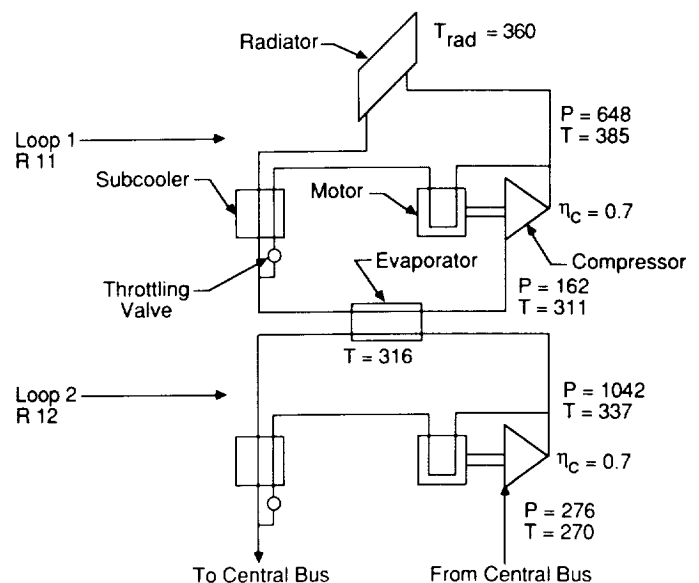 Radiator
T_rad = 360
Loop 1
R 11
P = 648
T = 385
Subcooler
Motor
η_C = 0.7
Throttling
Valve
Evaporator
Compressor
P = 162
T = 311
T = 316
Loop 2
R 12
P = 1042
T = 337
η_C = 0.7
P = 276
T = 270
To Central Bus
From Central Bus